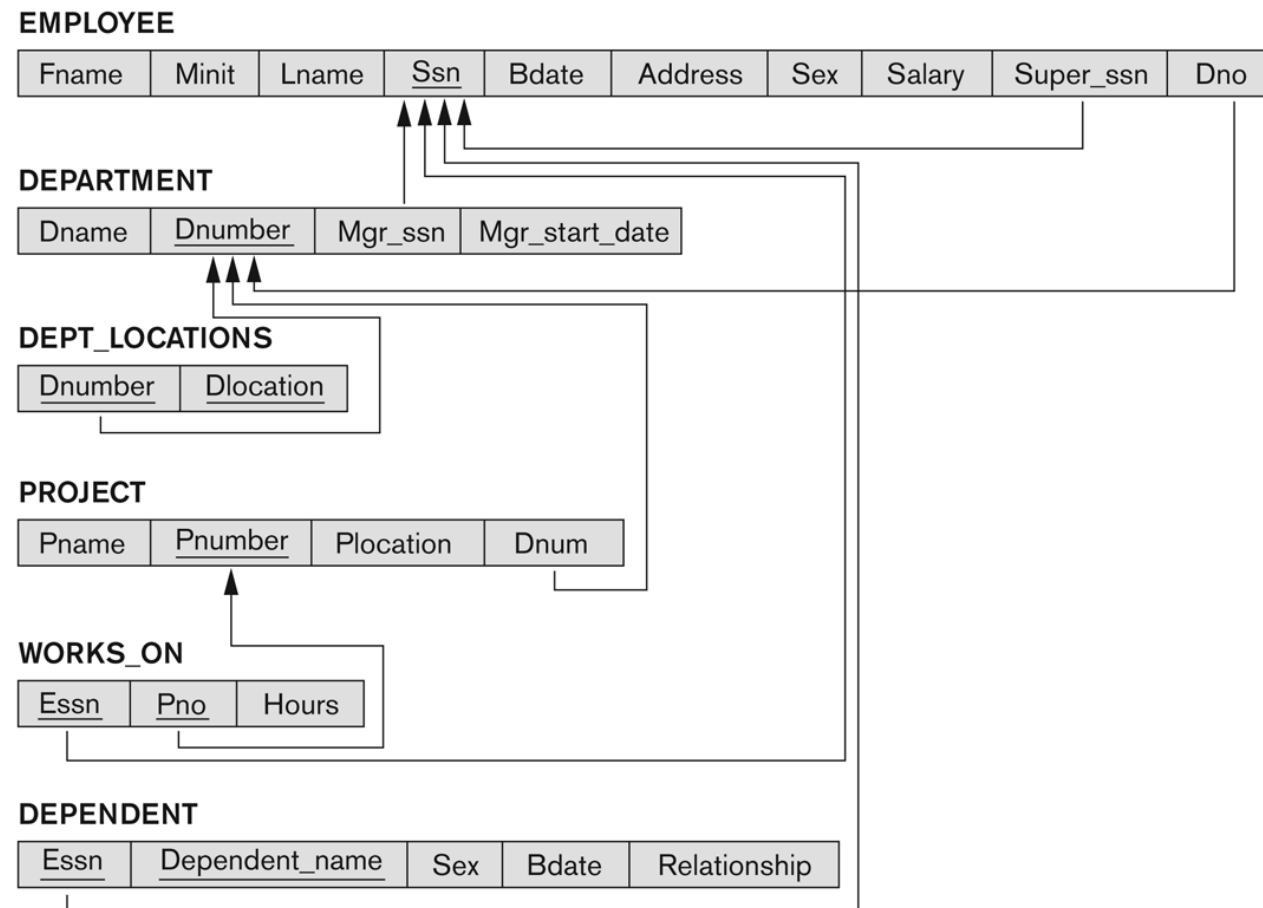 EMPLOYEE
Fname Minit Lname Ssn Bdate Address Sex Salary Super_ssn Dno
DEPARTMENT
Dname Dnumber Mgr_ssn Mgr_start_date
DEPT_LOCATIONS
Dnumber Dlocation
PROJECT
Pname Pnumber Plocation Dnum
WORKS_ON
Essn Pno Hours
DEPENDENT
Essn Dependent_name Sex Bdate Relationship